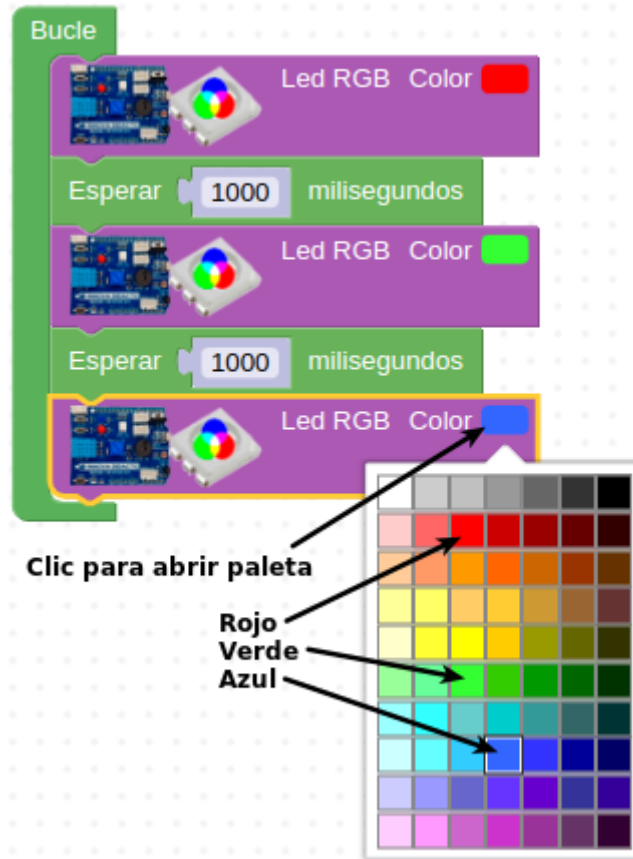 Bucle
Led RGB Color
Esperar 1000 milisegundos
Led RGB Color
Esperar 1000 milisegundos
Led RGB Color
Clic para abrir paleta
Rojo
Verde
Azul